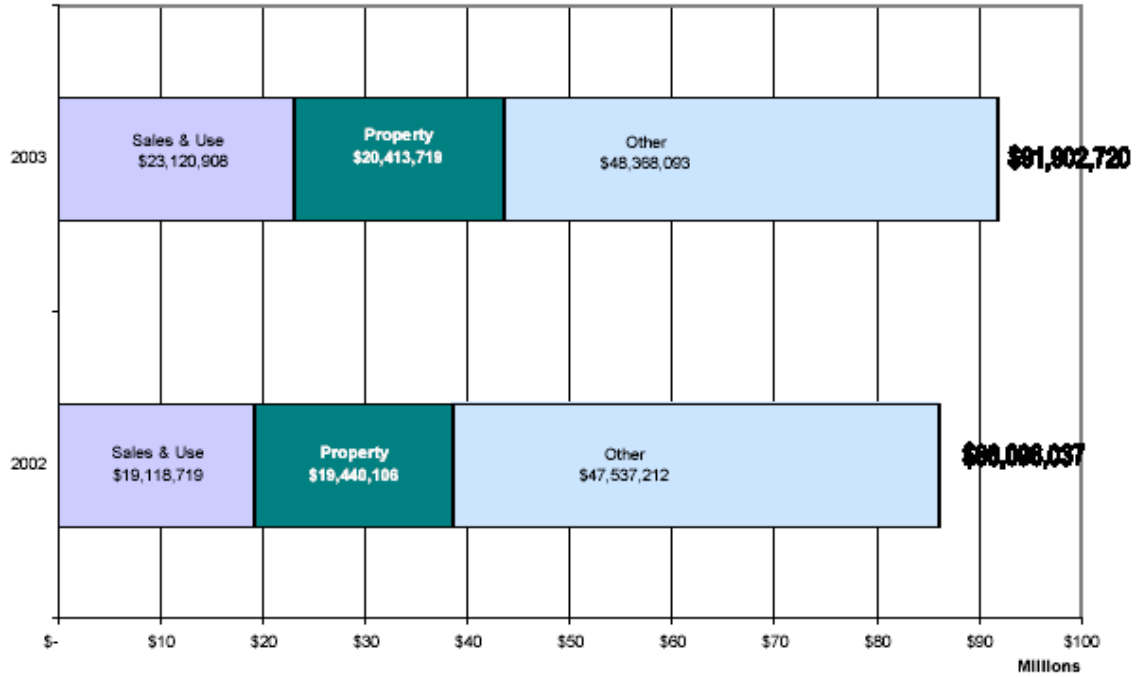 2003
Sales & Use
$23,120,908
Property
$20,413,719
Other
$48,368,093
$91,902,720
2002
Sales & Use
$19,118,719
Property
$19,440,106
Other
$47,537,212
$86,096,037
$- $10 $20 $30 $40 $50 $60 $70 $80 $90 $100
Millions